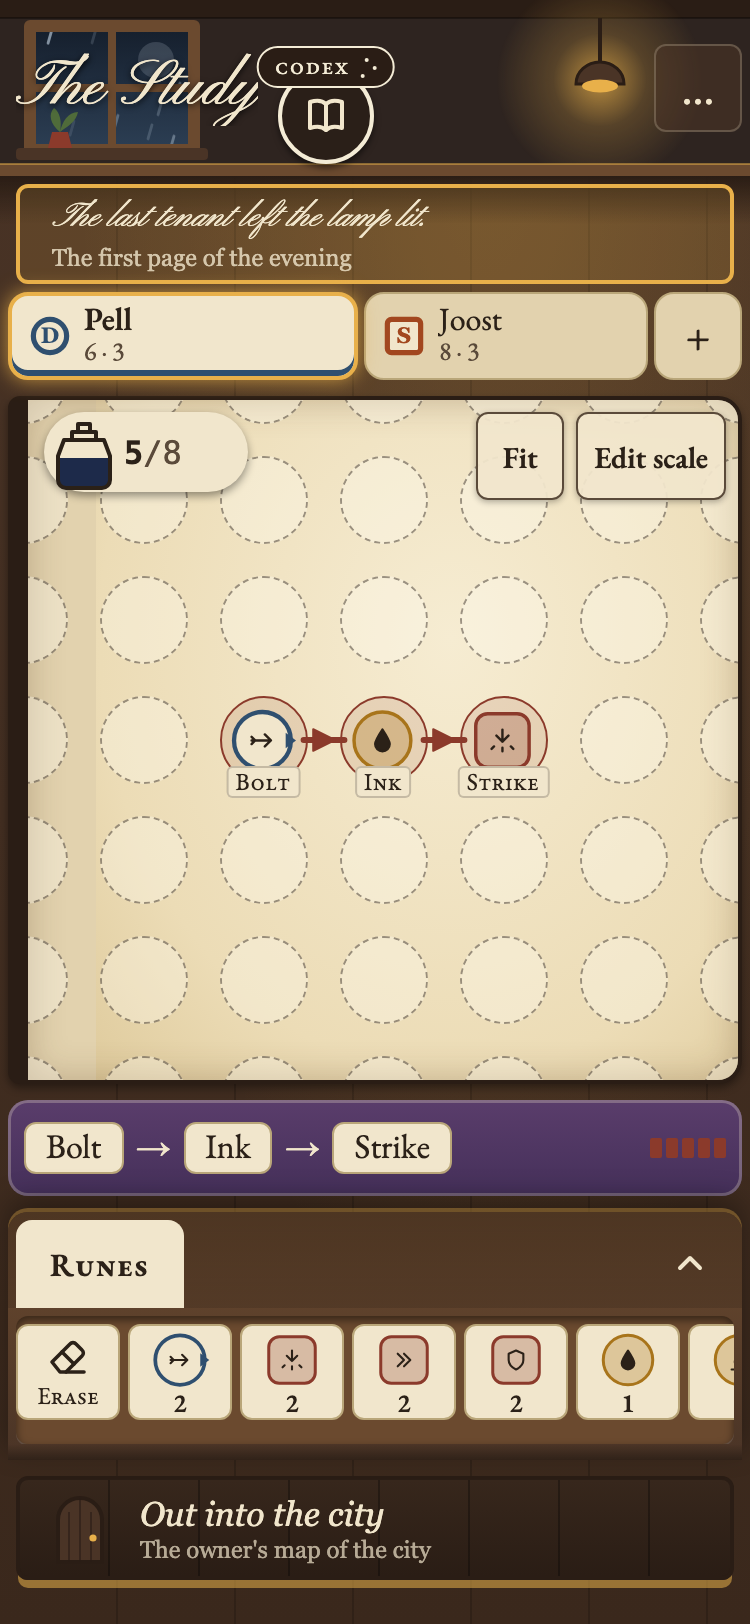 The Study
CODEX
...
The last tenant left the lamp lit.
The first page of the evening
D
Pell
6 · 3
S
Joost
8 · 3
+
5/8
Fit
Edit scale
BOLT
INK
STRIKE
Bolt → Ink → Strike
RUNES
ERASE
2
2
2
2
1
Out into the city
The owner's map of the city